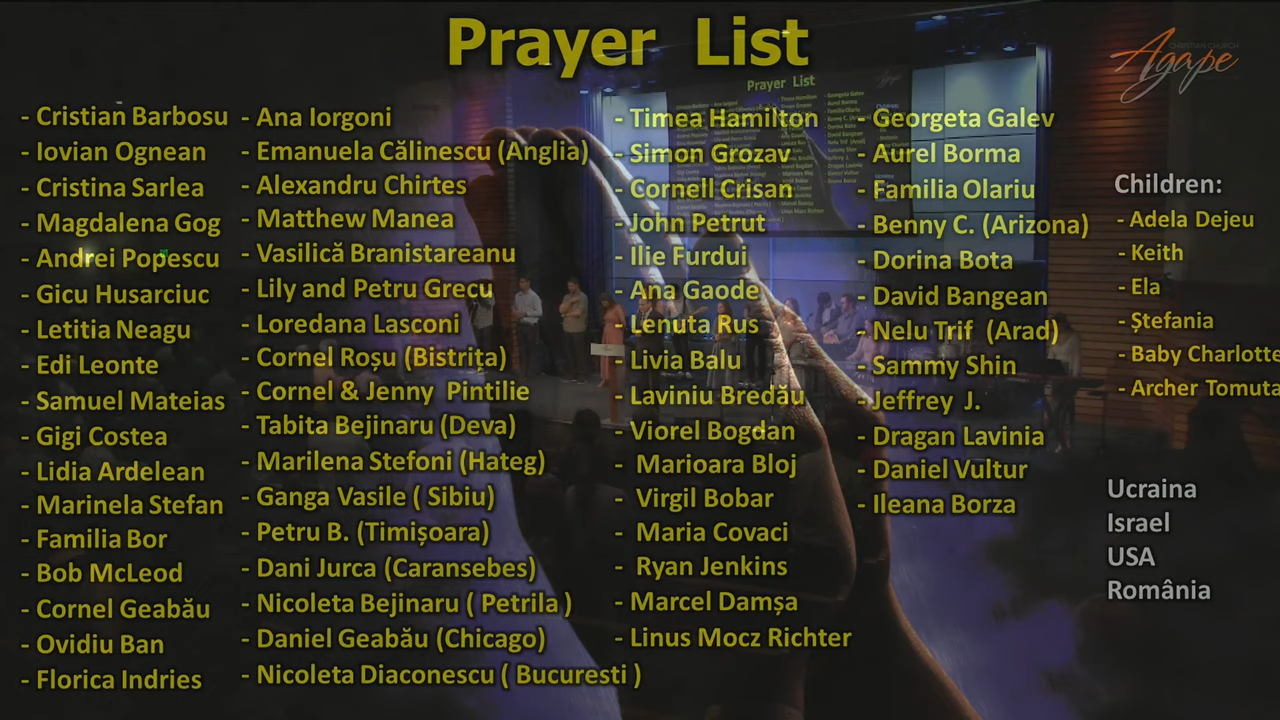 Prayer List
CHRISTIAN CHURCH
Agape
- Cristian Barbosu
- Iovian Ognean
- Cristina Sarlea
- Magdalena Gog
- Andrei Popescu
- Gicu Husarciuc
- Letitia Neagu
- Edi Leonte
- Samuel Mateias
- Gigi Costea
- Lidia Ardelean
- Marinela Stefan
- Familia Bor
- Bob McLeod
- Cornel Geabău
- Ovidiu Ban
- Florica Indries
- Ana Iorgoni
- Emanuela Călinescu (Anglia)
- Alexandru Chirtes
- Matthew Manea
- Vasilică Branistareanu
- Lily and Petru Grecu
- Loredana Lasconi
- Cornel Roșu (Bistrița)
- Cornel & Jenny Pintilie
- Tabita Bejinaru (Deva)
- Marilena Stefoni (Hateg)
- Ganga Vasile ( Sibiu)
- Petru B. (Timișoara)
- Dani Jurca (Caransebes)
- Nicoleta Bejinaru ( Petrila )
- Daniel Geabău (Chicago)
- Nicoleta Diaconescu ( Bucuresti )
- Timea Hamilton
- Simon Grozav
- Cornell Crisan
- John Petrut
- Ilie Furdui
- Ana Gaode
- Lenuta Rus
- Livia Balu
- Laviniu Bredău
- Viorel Bogdan
- Marioara Bloj
- Virgil Bobar
- Maria Covaci
- Ryan Jenkins
- Marcel Damșa
- Linus Mocz Richter
- Georgeta Galev
- Aurel Borma
- Familia Olariu
- Benny C. (Arizona)
- Dorina Bota
- David Bangean
- Nelu Trif (Arad)
- Sammy Shin
- Jeffrey J.
- Dragan Lavinia
- Daniel Vultur
- Ileana Borza
Children:
- Adela Dejeu
- Keith
- Ela
- Ștefania
- Baby Charlotte
- Archer Tomuta
Ucraina
Israel
USA
România
Prayer List